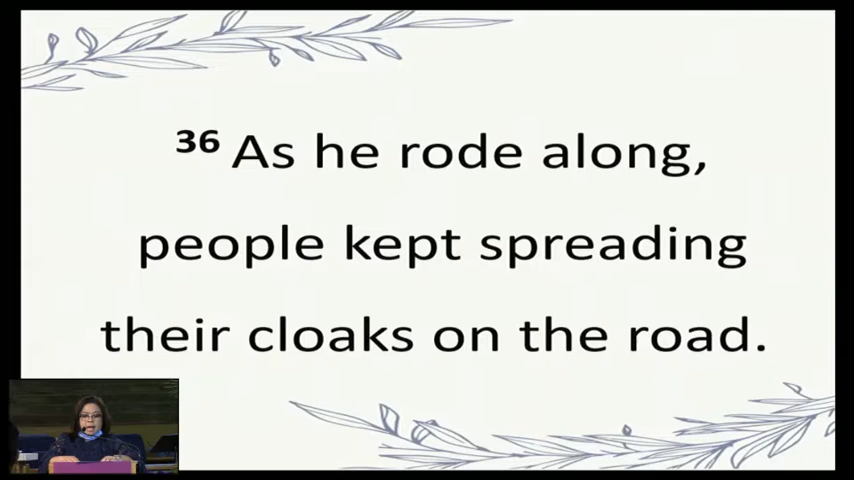 36 As he rode along,
people kept spreading
their cloaks on the road.